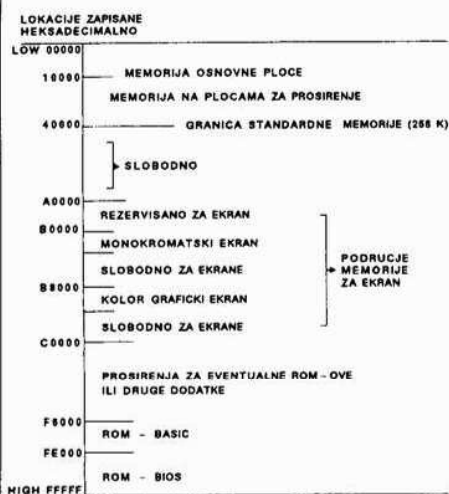 LOKACIJE ZAPISANE
HEKSADECIMALNO
LOW 00000
MEMORIJA OSNOVNE PLOCE
10000
MEMORIJA NA PLOCAMA ZA PROSIRENJE
40000
GRANICA STANDARDNE MEMORIJE (256 K)
SLOBODNO
A0000
REZERVISANO ZA EKRAN
B0000
MONOKROMATSKI EKRAN
SLOBODNO ZA EKRANE
PODRUCJE
MEMORIJE
ZA EKRAN
B8000
KOLOR GRAFICKI EKRAN
SLOBODNO ZA EKRANE
C0000
PROSIRENJA ZA EVENTUALNE ROM-OVE
ILI DRUGE DODATKE
F6000
ROM - BASIC
FE000
ROM - BIOS
HIGH FFFFF